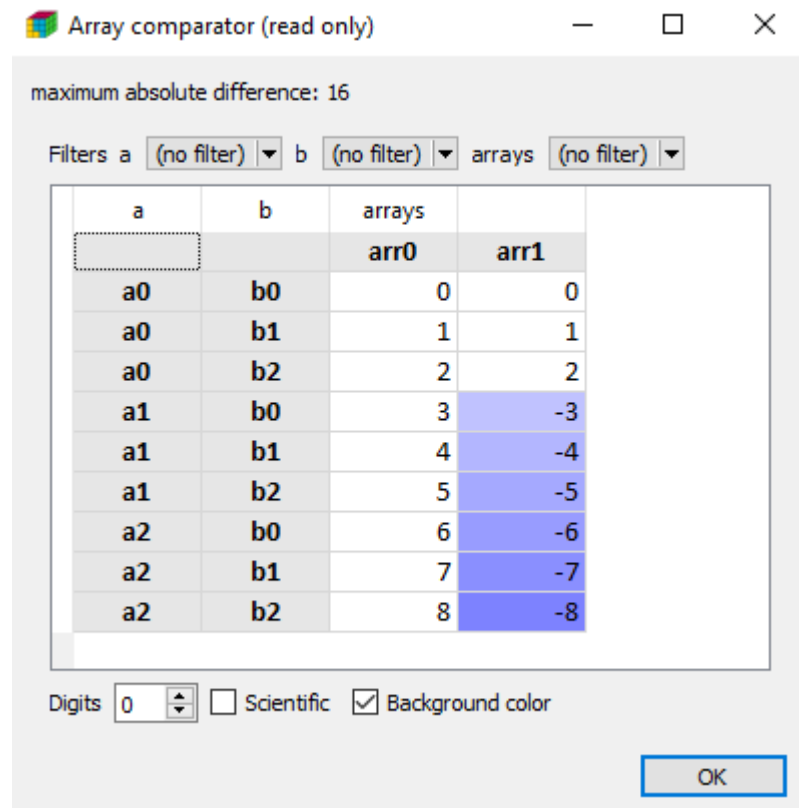 Array comparator (read only)
maximum absolute difference: 16
Filters a (no filter) b (no filter) arrays (no filter)
a b arrays
arr0 arr1
a0 b0 0 0
a0 b1 1 1
a0 b2 2 2
a1 b0 3 -3
a1 b1 4 -4
a1 b2 5 -5
a2 b0 6 -6
a2 b1 7 -7
a2 b2 8 -8
Digits 0 Scientific Background color
OK